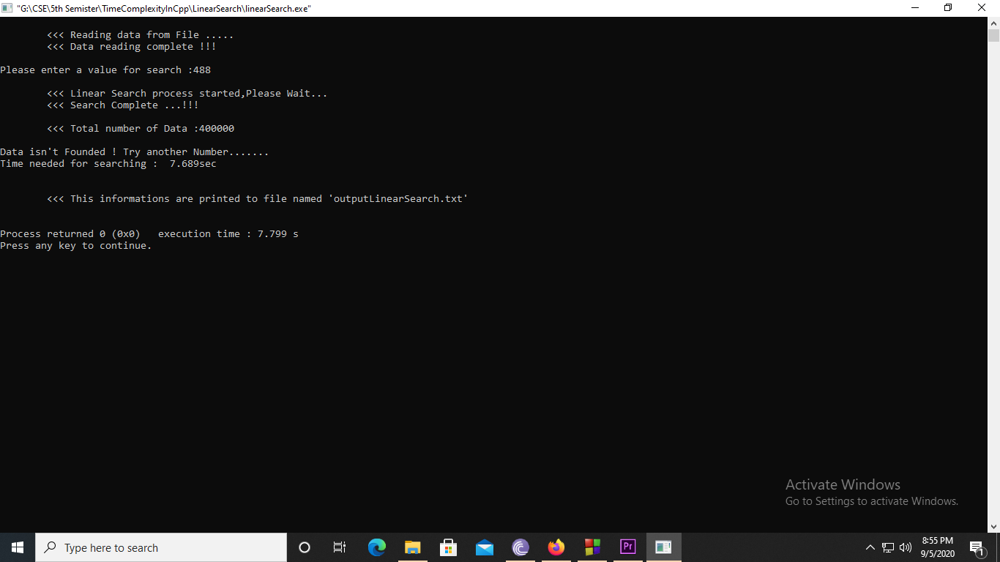 "G:\CSE\5th Semister\TimeComplexityInCpp\LinearSearch\linearSearch.exe"
<<< Reading data from File .....
<<< Data reading complete !!!
Please enter a value for search :488
<<< Linear Search process started,Please Wait...
<<< Search Complete ...!!!
<<< Total number of Data :400000
Data isn't Founded ! Try another Number.......
Time needed for searching :  7.689sec
<<< This informations are printed to file named 'outputLinearSearch.txt'
Process returned 0 (0x0)   execution time : 7.799 s
Press any key to continue.
Activate Windows
Go to Settings to activate Windows.
Type here to search
Pr
8:55 PM
9/5/2020
1